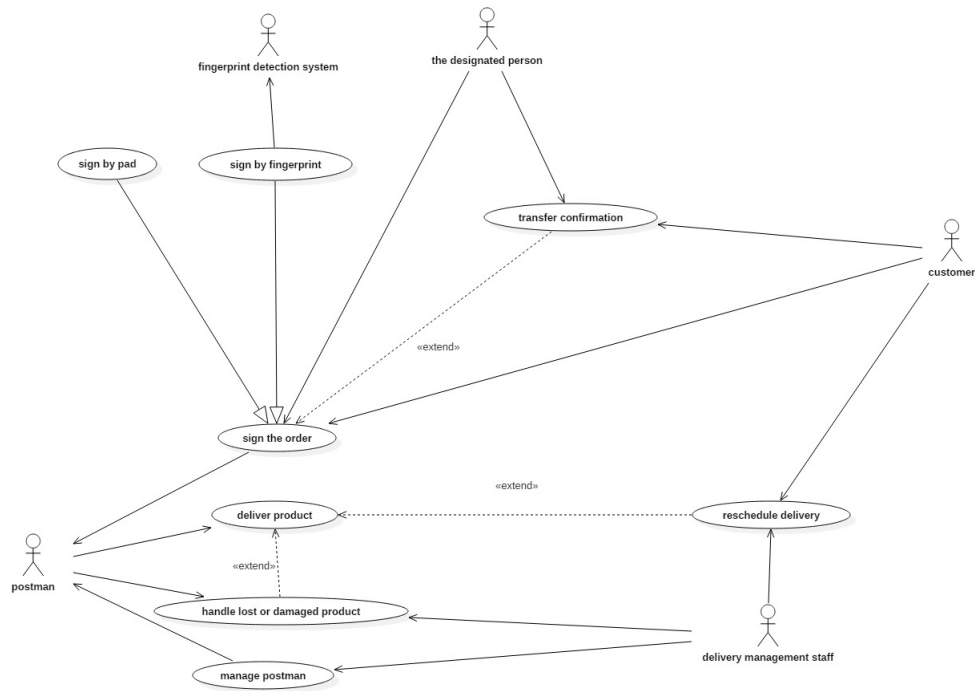 fingerprint detection system
the designated person
sign by pad
sign by fingerprint
transfer confirmation
customer
«extend»
sign the order
«extend»
deliver product
reschedule delivery
«extend»
postman
handle lost or damaged product
delivery management staff
manage postman